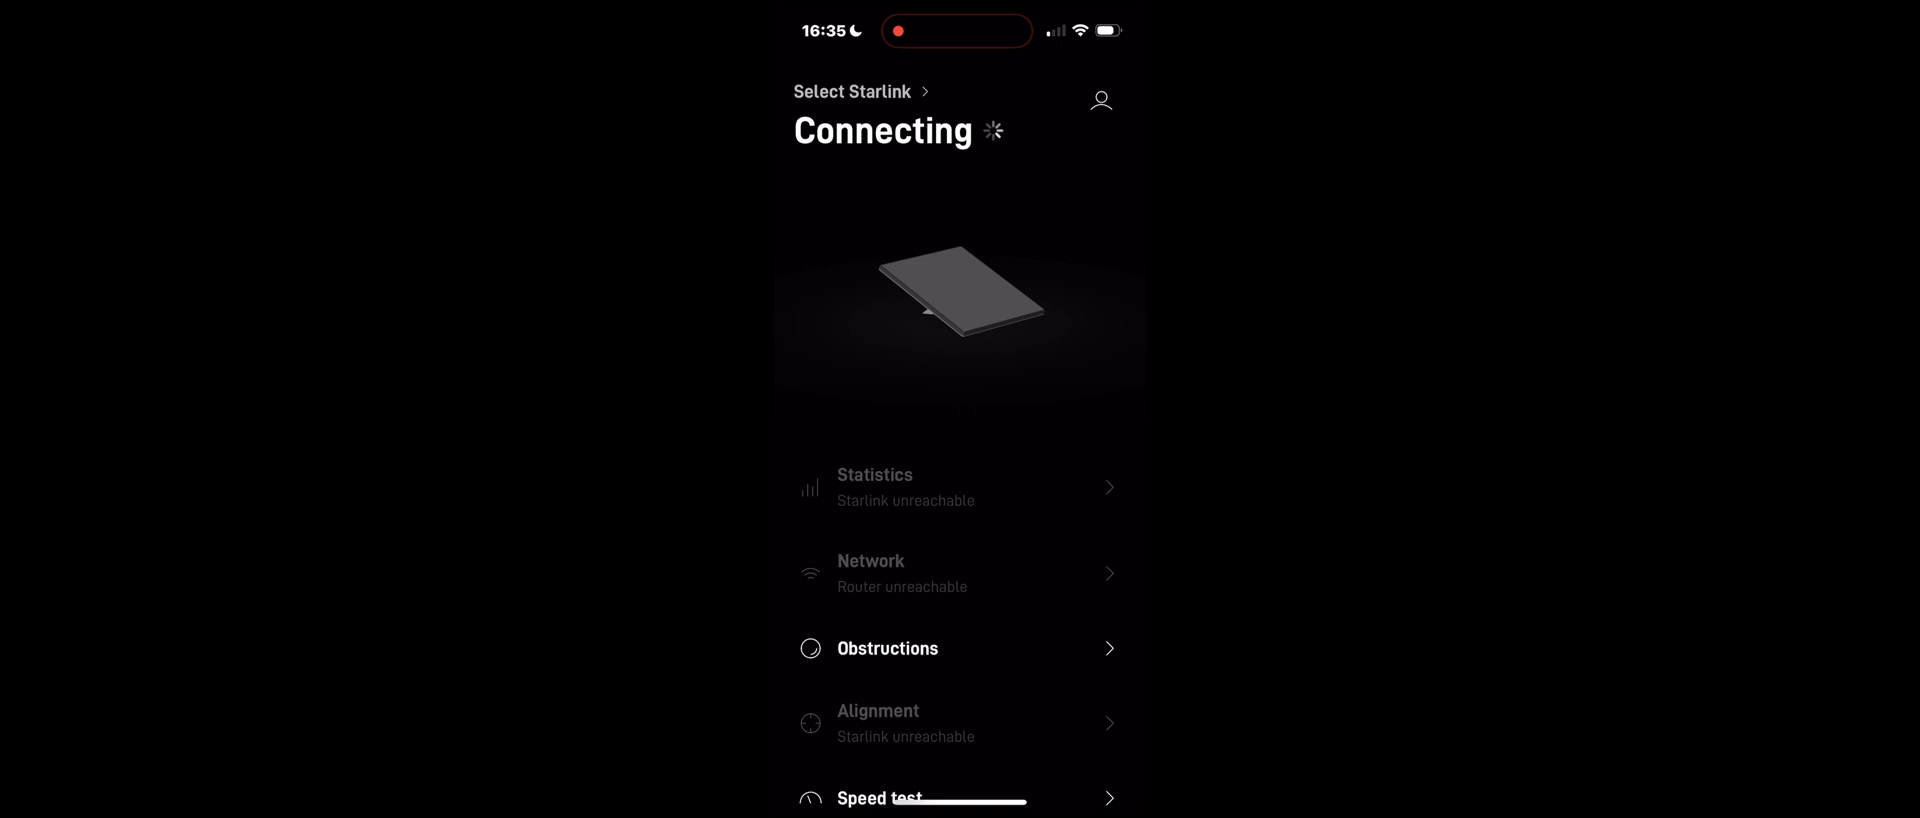 16:35
Select Starlink
Connecting
Statistics
Starlink unreachable
Network
Router unreachable
Obstructions
Alignment
Starlink unreachable
Speed test